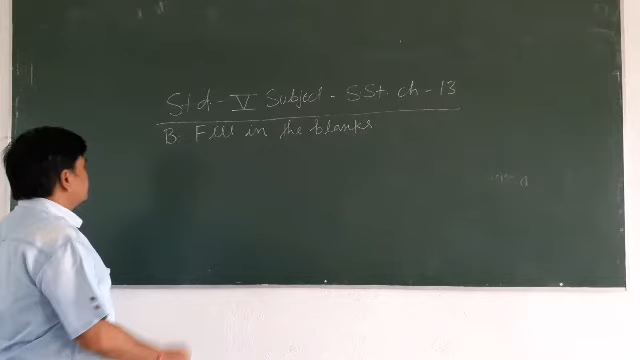 Std - V Subject - SSt. ch - 13
B. Fill in the blanks